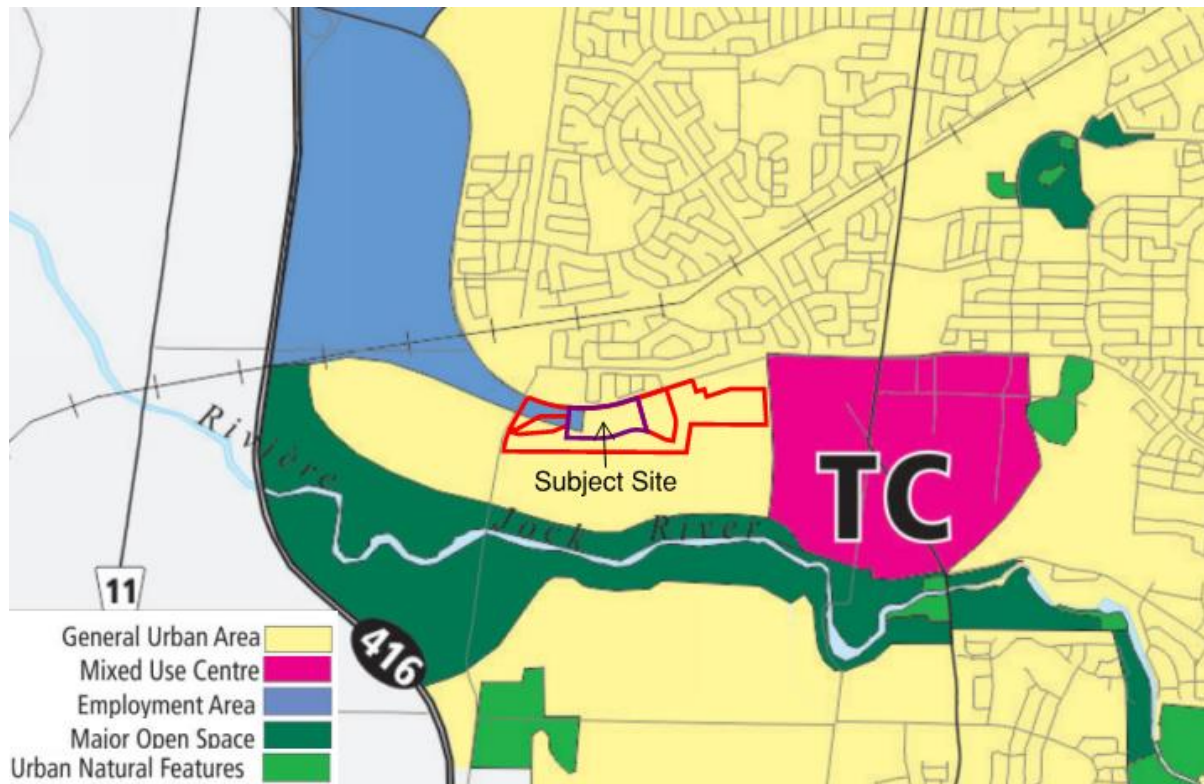 Subject Site
Rivière
Jock River
TC
11
416
General Urban Area
Mixed Use Centre
Employment Area
Major Open Space
Urban Natural Features